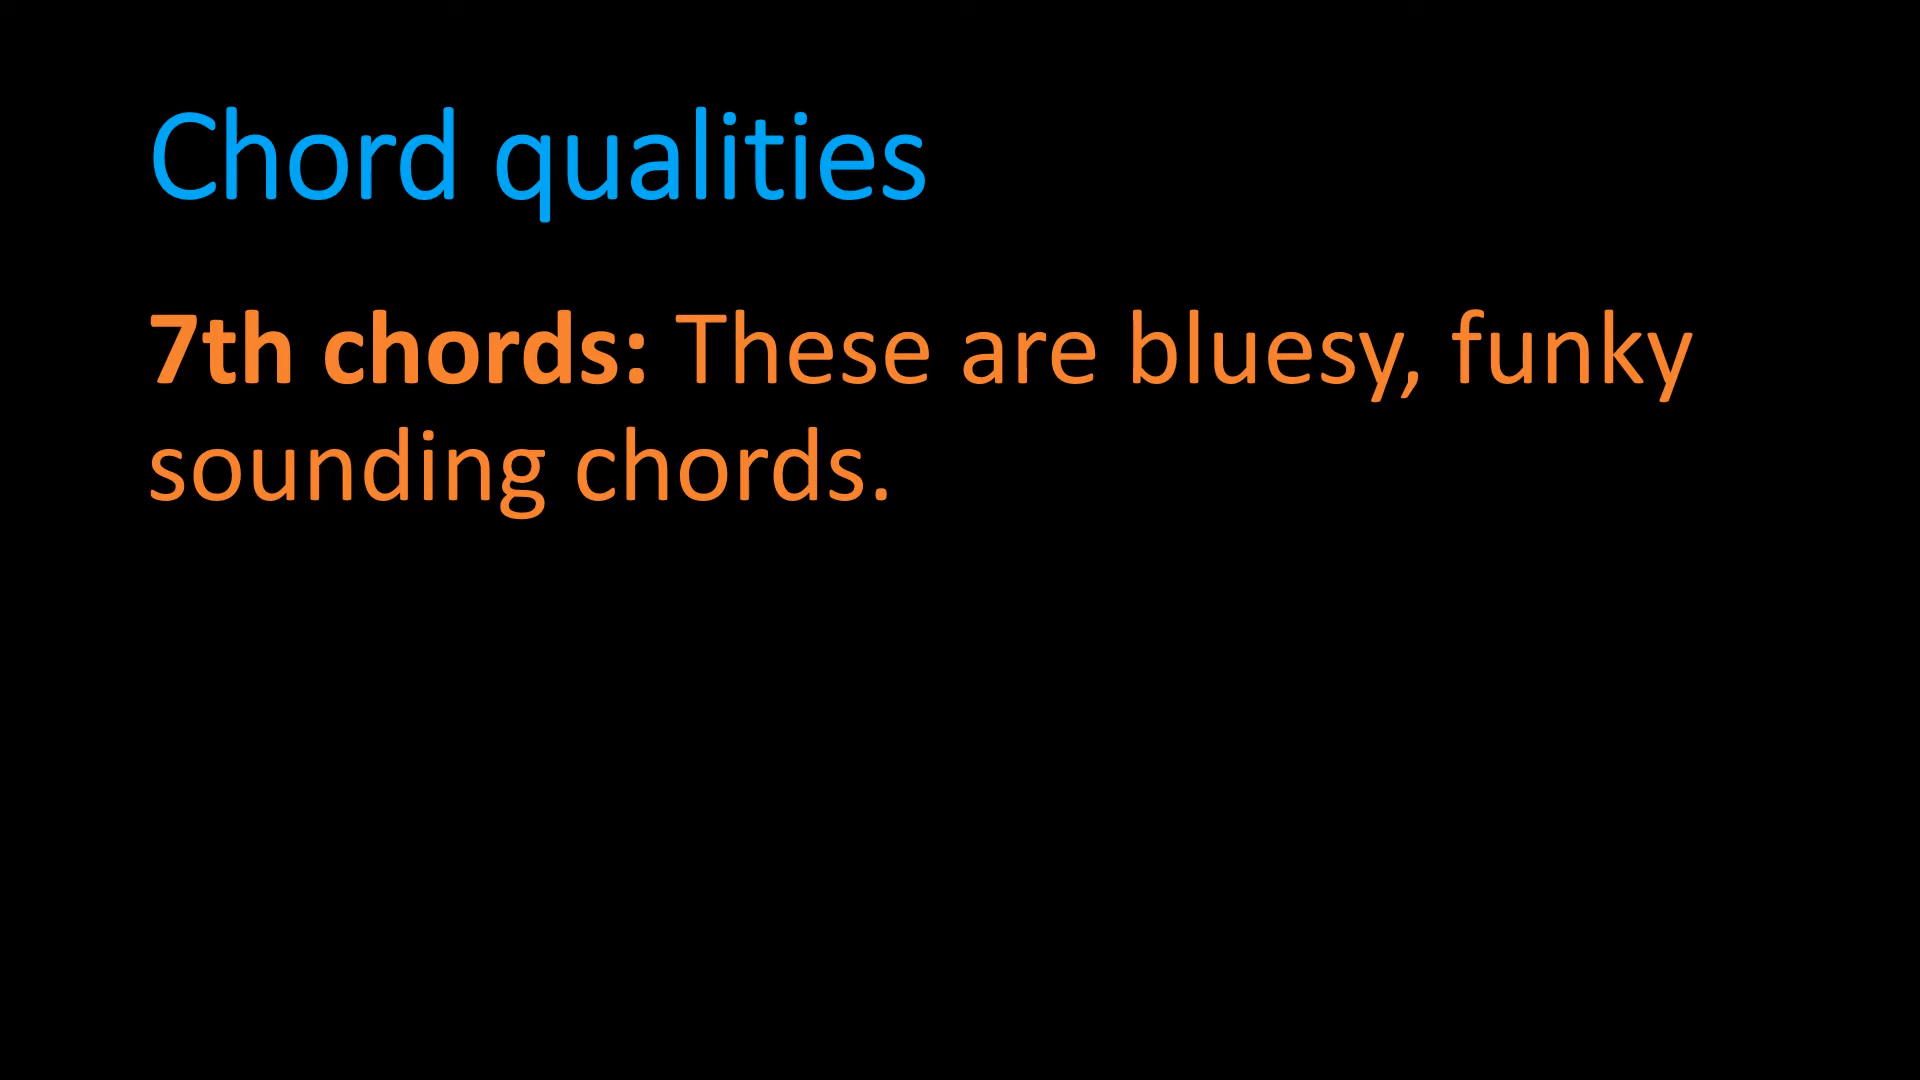 Chord qualities
7th chords: These are bluesy, funky
sounding chords.